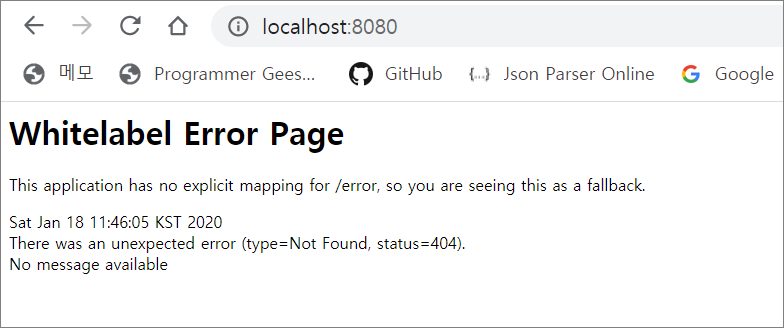 localhost:8080
메모 Programmer Gees... GitHub {...} Json Parser Online Google
Whitelabel Error Page
This application has no explicit mapping for /error, so you are seeing this as a fallback.
Sat Jan 18 11:46:05 KST 2020
There was an unexpected error (type=Not Found, status=404).
No message available